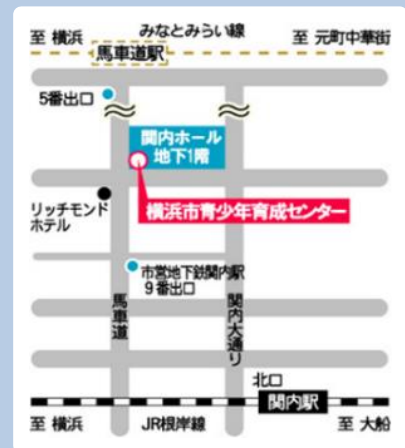 みなとみらい線
至 横浜
至 元町中華街
馬車道駅
5番出口
関内ホール
地下1階
リッチモンド
ホテル
横浜市青少年育成センター
市営地下鉄関内駅
9番出口
馬車道
関内大通り
北口
関内駅
至 横浜
JR根岸線
至 大船